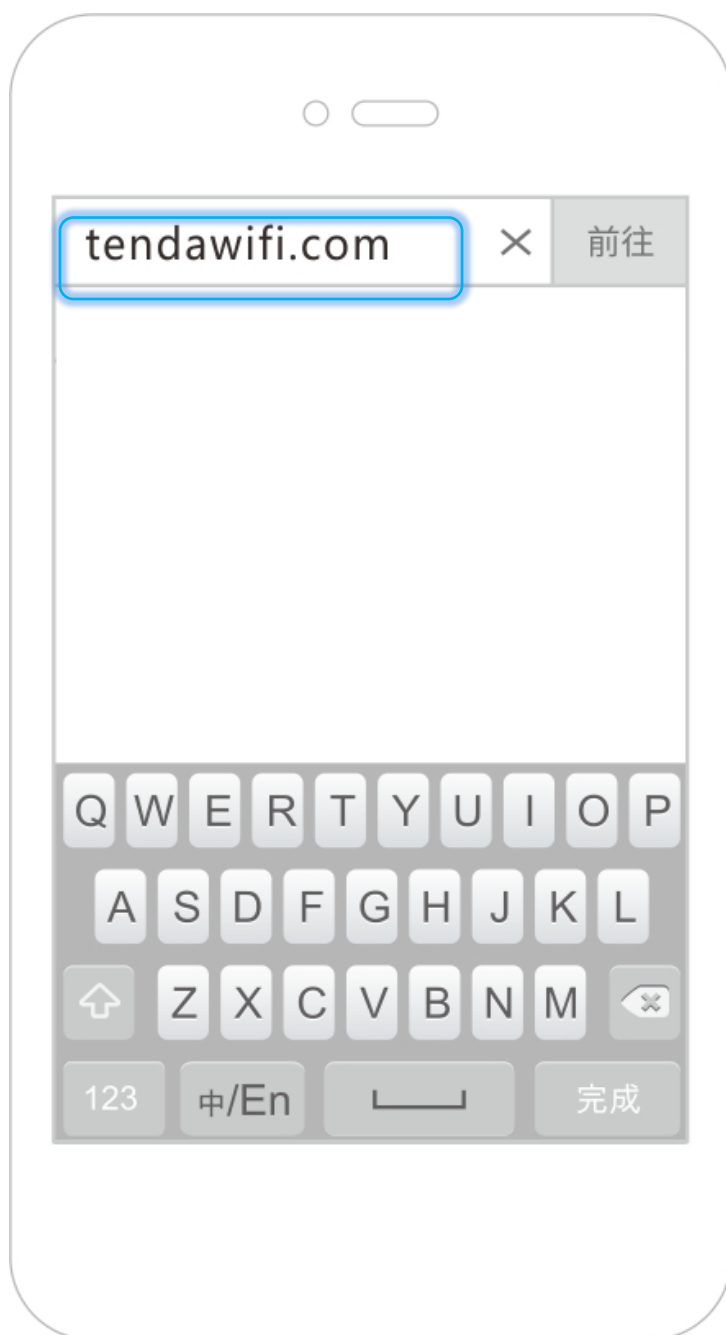 tendawifi.com × 前往
Q W E R T Y U I O P
A S D F G H J K L
Z X C V B N M
123 中/En 完成